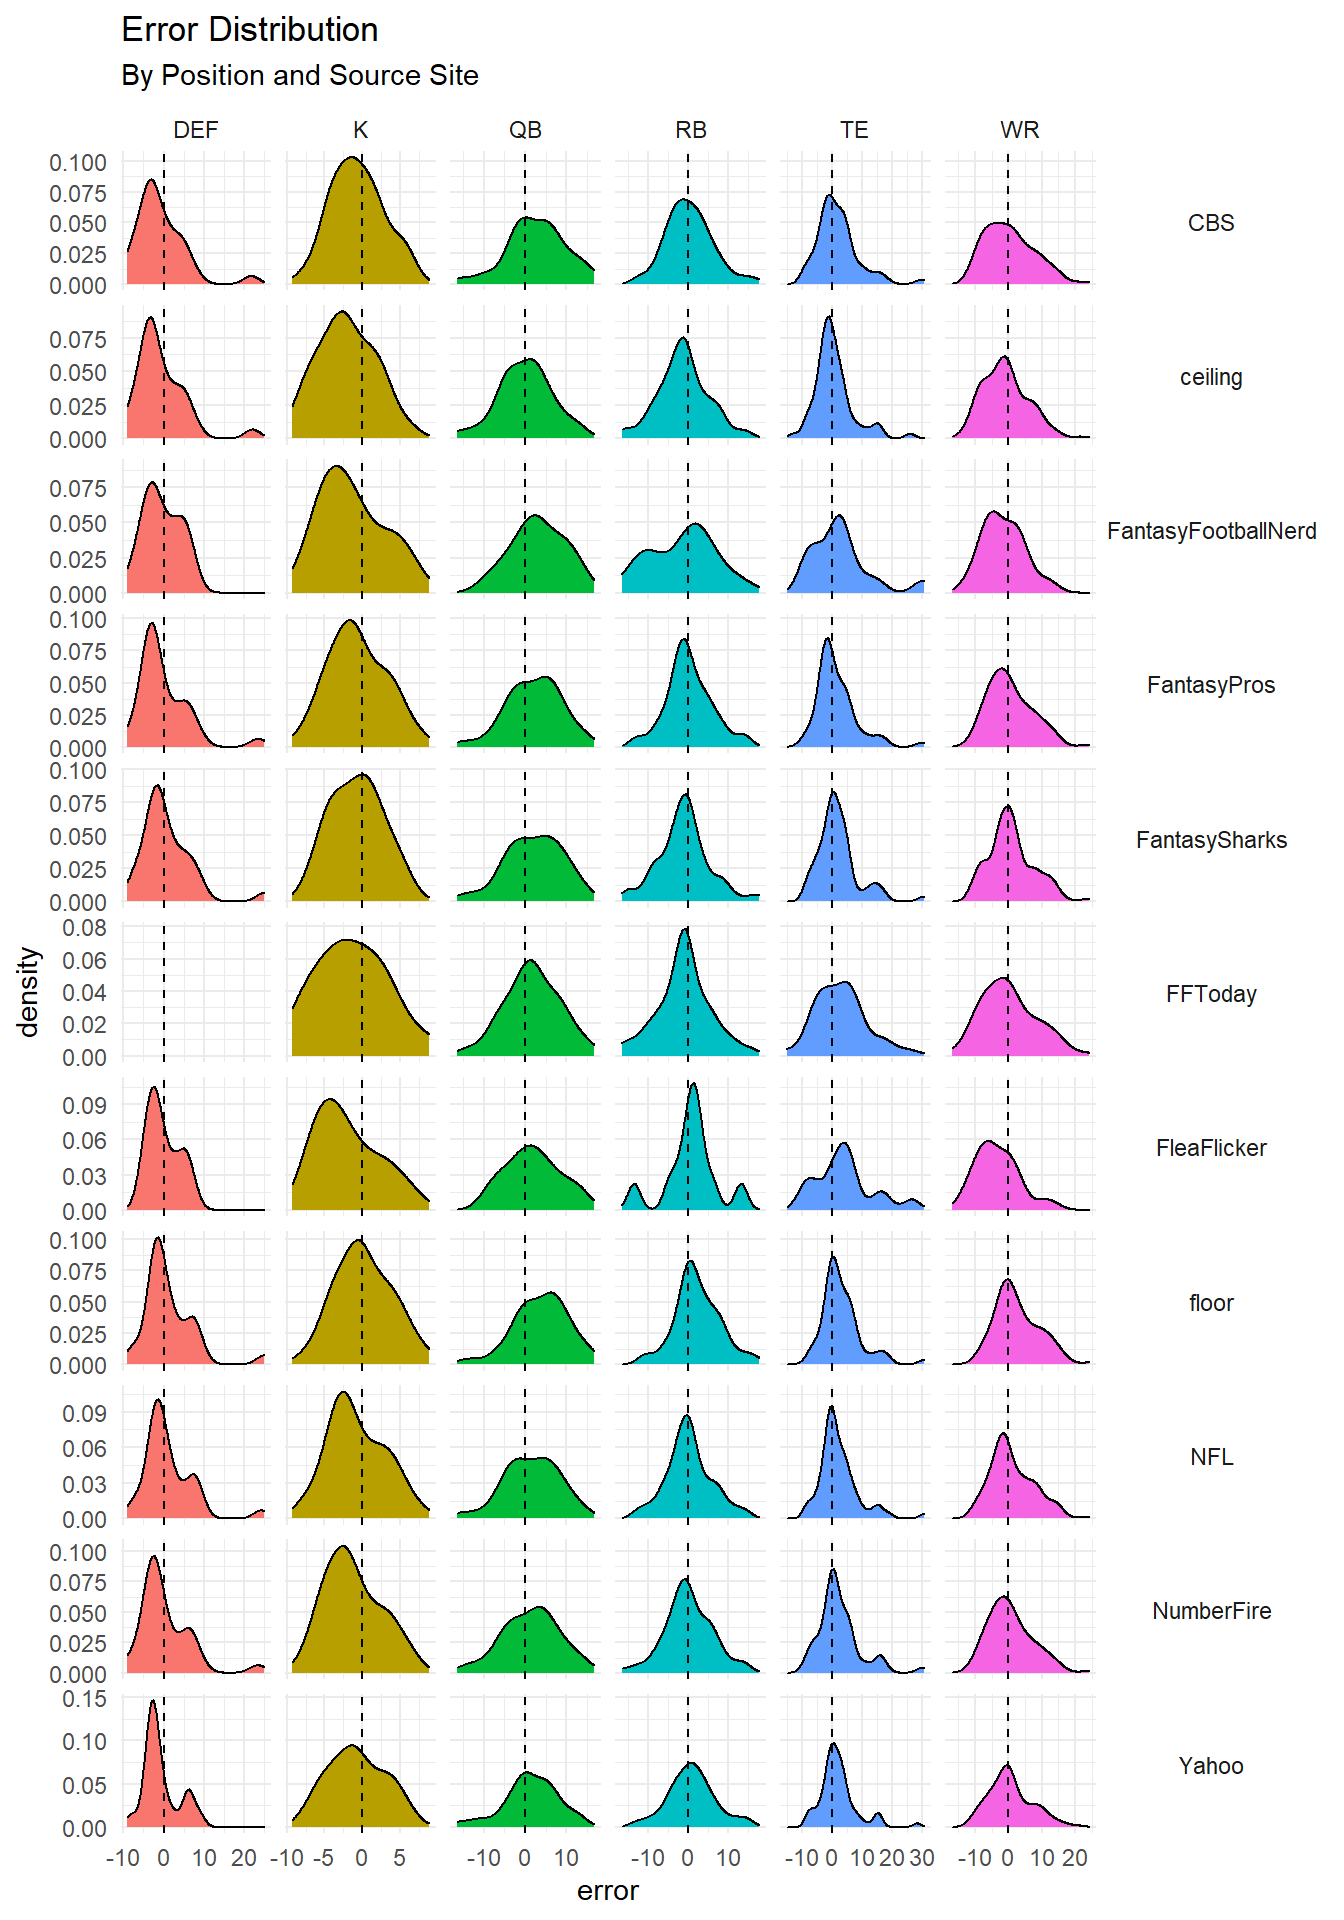 Error Distribution
By Position and Source Site
DEF K QB RB TE WR
0.100
0.075
0.050
0.025
0.000
CBS
0.075
0.050
0.025
0.000
ceiling
0.075
0.050
0.025
0.000
FantasyFootballNerd
0.100
0.075
0.050
0.025
0.000
FantasyPros
0.100
0.075
0.050
0.025
0.000
FantasySharks
0.08
0.06
0.04
0.02
0.00
FFToday
density
0.09
0.06
0.03
0.00
FleaFlicker
0.100
0.075
0.050
0.025
0.000
floor
0.09
0.06
0.03
0.00
NFL
0.100
0.075
0.050
0.025
0.000
NumberFire
0.15
0.10
0.05
0.00
Yahoo
-10 0 10 20 -10 -5 0 5 -10 0 10 -10 0 10 -10 0 10 20 30 -10 0 10 20
error